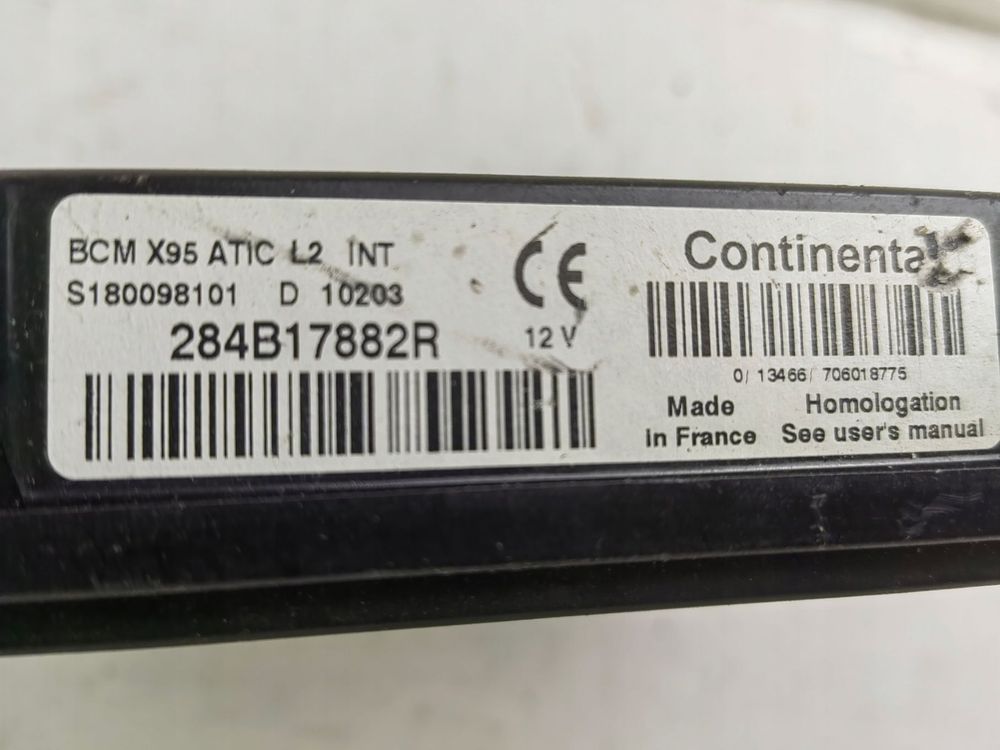 BCM X95 ATIC L2 INT
S180098101 D 10203
284B17882R
CE
12 V
Continental
0/ 13466/ 706018775
Made
in France
Homologation
See user's manual